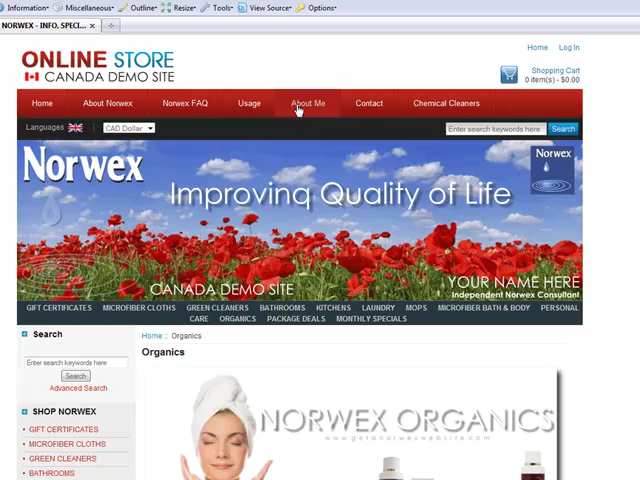 Information▾ Miscellaneous▾ Outline▾ Resize▾ Tools▾ View Source▾ Options▾
NORWEX - INFO, SPECI...
Home Log In
ONLINE STORE
CANADA DEMO SITE
Shopping Cart
0 item(s) - $0.00
Home About Norwex Norwex FAQ Usage About Me Contact Chemical Cleaners
Languages CAD Dollar Enter search keywords here Search
Norwex
Norwex
Improving Quality of Life
YOUR NAME HERE
CANADA DEMO SITE
Independent Norwex Consultant
GIFT CERTIFICATES MICROFIBER CLOTHS GREEN CLEANERS BATHROOMS KITCHENS LAUNDRY MOPS MICROFIBER BATH & BODY PERSONAL
CARE ORGANICS PACKAGE DEALS MONTHLY SPECIALS
Search
Home :: Organics
Organics
Enter search keywords here
Search
Advanced Search
NORWEX ORGANICS
www.getanorwexwebsite.com
SHOP NORWEX
GIFT CERTIFICATES
MICROFIBER CLOTHS
GREEN CLEANERS
BATHROOMS